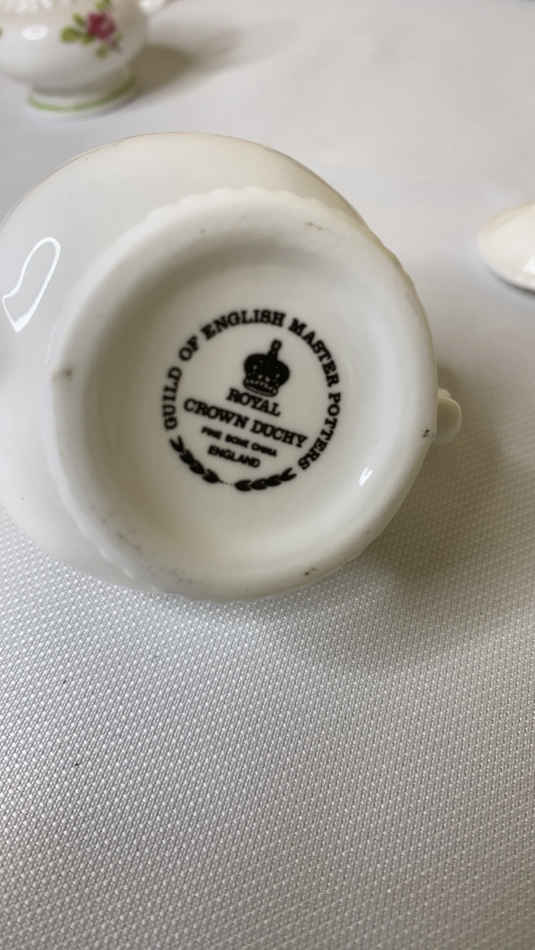 GUILD OF ENGLISH MASTER POTTERS
ROYAL
CROWN DUCHY
FINE BONE CHINA
ENGLAND